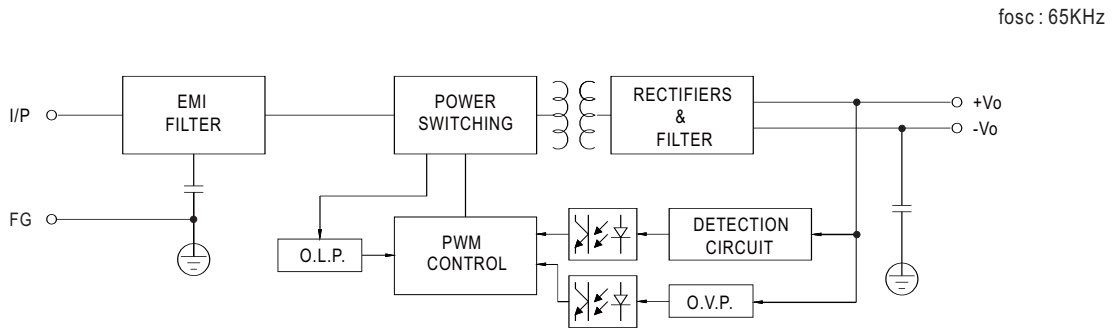 fosc : 65KHz
I/P
EMI
FILTER
POWER
SWITCHING
RECTIFIERS
&
FILTER
+Vo
-Vo
FG
O.L.P.
PWM
CONTROL
DETECTION
CIRCUIT
O.V.P.